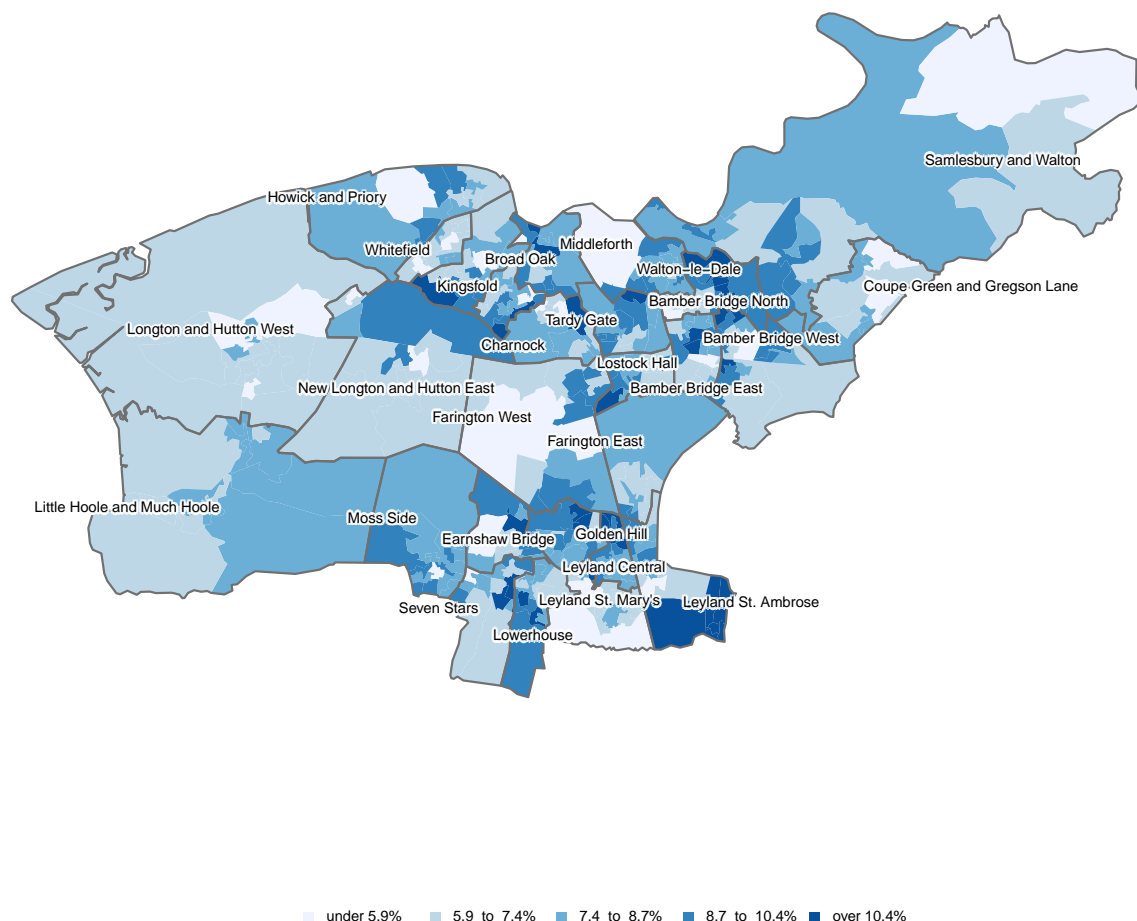 Samlesbury and Walton
Howick and Priory
Whitefield
Middleforth
Broad Oak
Walton−le−Dale
Kingsfold
Coupe Green and Gregson Lane
Bamber Bridge North
Longton and Hutton West
Tardy Gate
Bamber Bridge West
Charnock
Lostock Hall
New Longton and Hutton East
Bamber Bridge East
Farington West
Farington East
Little Hoole and Much Hoole
Moss Side
Golden Hill
Earnshaw Bridge
Leyland Central
Leyland St. Mary's
Leyland St. Ambrose
Seven Stars
Lowerhouse
under 5.9% 5.9 to 7.4% 7.4 to 8.7% 8.7 to 10.4% over 10.4%